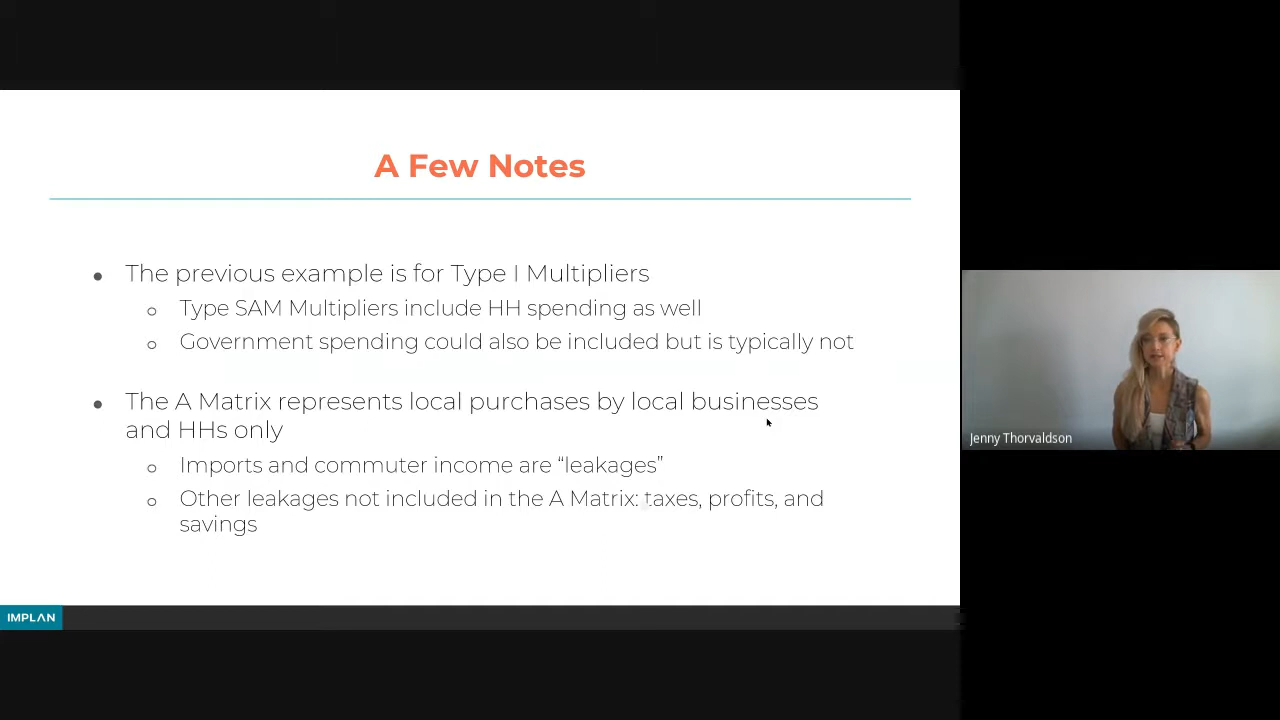 A Few Notes
● The previous example is for Type I Multipliers
○ Type SAM Multipliers include HH spending as well
○ Government spending could also be included but is typically not
● The A Matrix represents local purchases by local businesses
and HHs only
○ Imports and commuter income are “leakages”
○ Other leakages not included in the A Matrix: taxes, profits, and
savings
IMPLAN
Jenny Thorvaldson